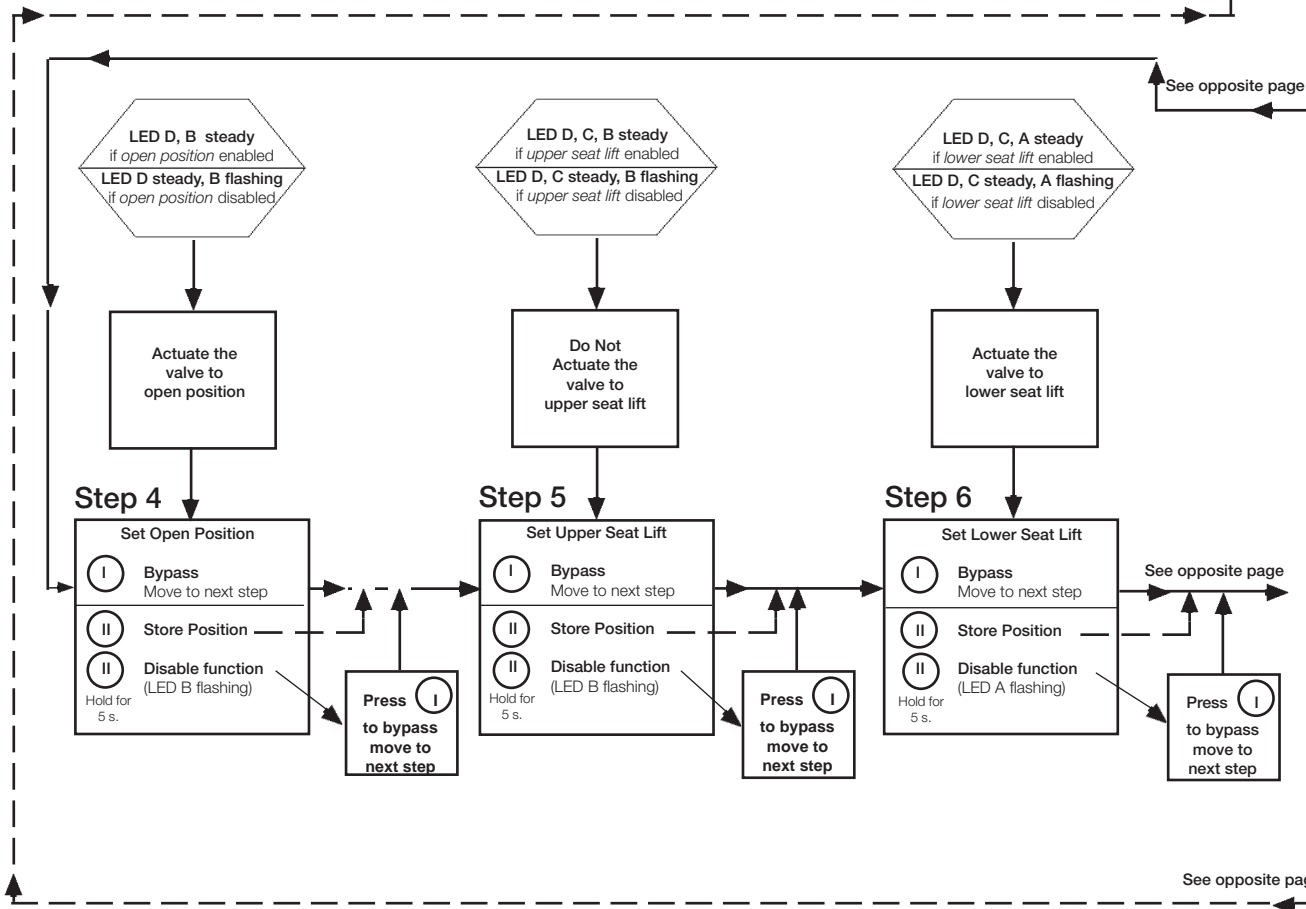 See opposite page
LED D, B steady
if open position enabled
LED D steady, B flashing
if open position disabled
LED D, C, B steady
if upper seat lift enabled
LED D, C steady, B flashing
if upper seat lift disabled
LED D, C, A steady
if lower seat lift enabled
LED D, C steady, A flashing
if lower seat lift disabled
Actuate the
valve to
open position
Do Not
Actuate the
valve to
upper seat lift
Actuate the
valve to
lower seat lift
Step 4
Set Open Position
I Bypass
Move to next step
II Store Position
II Disable function
(LED B flashing)
Hold for
5 s.
Press I
to bypass
move to
next step
Step 5
Set Upper Seat Lift
I Bypass
Move to next step
II Store Position
II Disable function
(LED B flashing)
Hold for
5 s.
Press I
to bypass
move to
next step
Step 6
Set Lower Seat Lift
I Bypass
Move to next step
II Store Position
II Disable function
(LED A flashing)
Hold for
5 s.
See opposite page
Press I
to bypass
move to
next step
See opposite pag